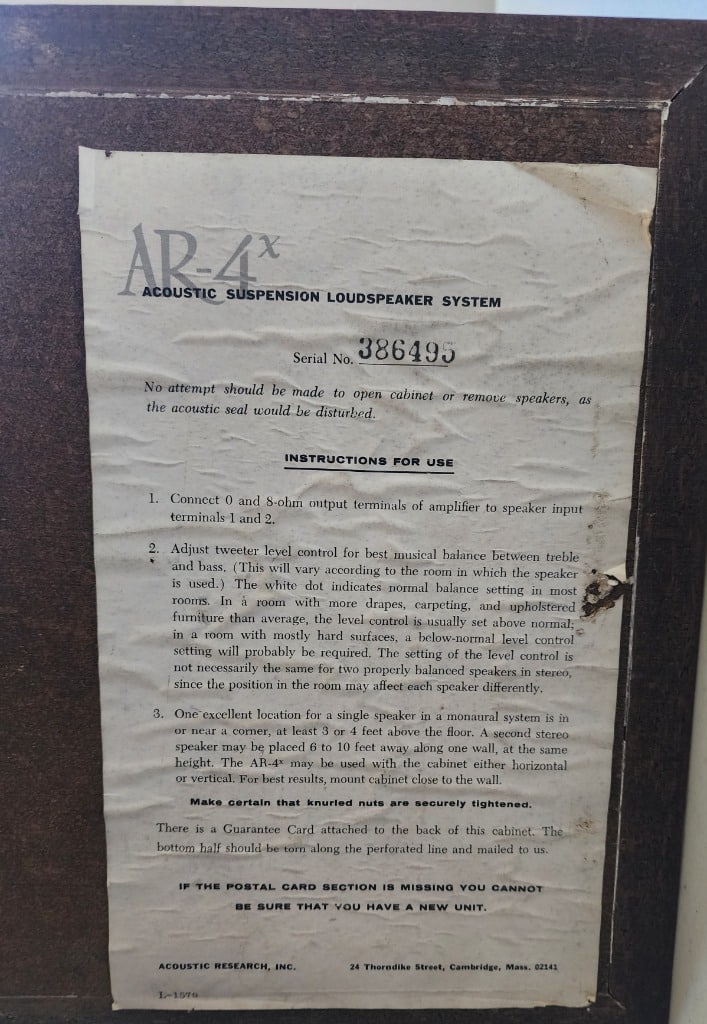 AR-4x
ACOUSTIC SUSPENSION LOUDSPEAKER SYSTEM
Serial No. 386495
No attempt should be made to open cabinet or remove speakers, as
the acoustic seal would be disturbed.
INSTRUCTIONS FOR USE
1. Connect 0 and 8-ohm output terminals of amplifier to speaker input
terminals 1 and 2.
2. Adjust tweeter level control for best musical balance between treble
and bass. (This will vary according to the room in which the speaker
is used.) The white dot indicates normal balance setting in most
rooms. In a room with more drapes, carpeting, and upholstered
furniture than average, the level control is usually set above normal;
in a room with mostly hard surfaces, a below-normal level control
setting will probably be required. The setting of the level control is
not necessarily the same for two properly balanced speakers in stereo,
since the position in the room may affect each speaker differently.
3. One excellent location for a single speaker in a monaural system is in
or near a corner, at least 3 or 4 feet above the floor. A second stereo
speaker may be placed 6 to 10 feet away along one wall, at the same
height. The AR-4x may be used with the cabinet either horizontal
or vertical. For best results, mount cabinet close to the wall.
Make certain that knurled nuts are securely tightened.
There is a Guarantee Card attached to the back of this cabinet. The
bottom half should be torn along the perforated line and mailed to us.
IF THE POSTAL CARD SECTION IS MISSING YOU CANNOT
BE SURE THAT YOU HAVE A NEW UNIT.
ACOUSTIC RESEARCH, INC. 24 Thorndike Street, Cambridge, Mass. 02141